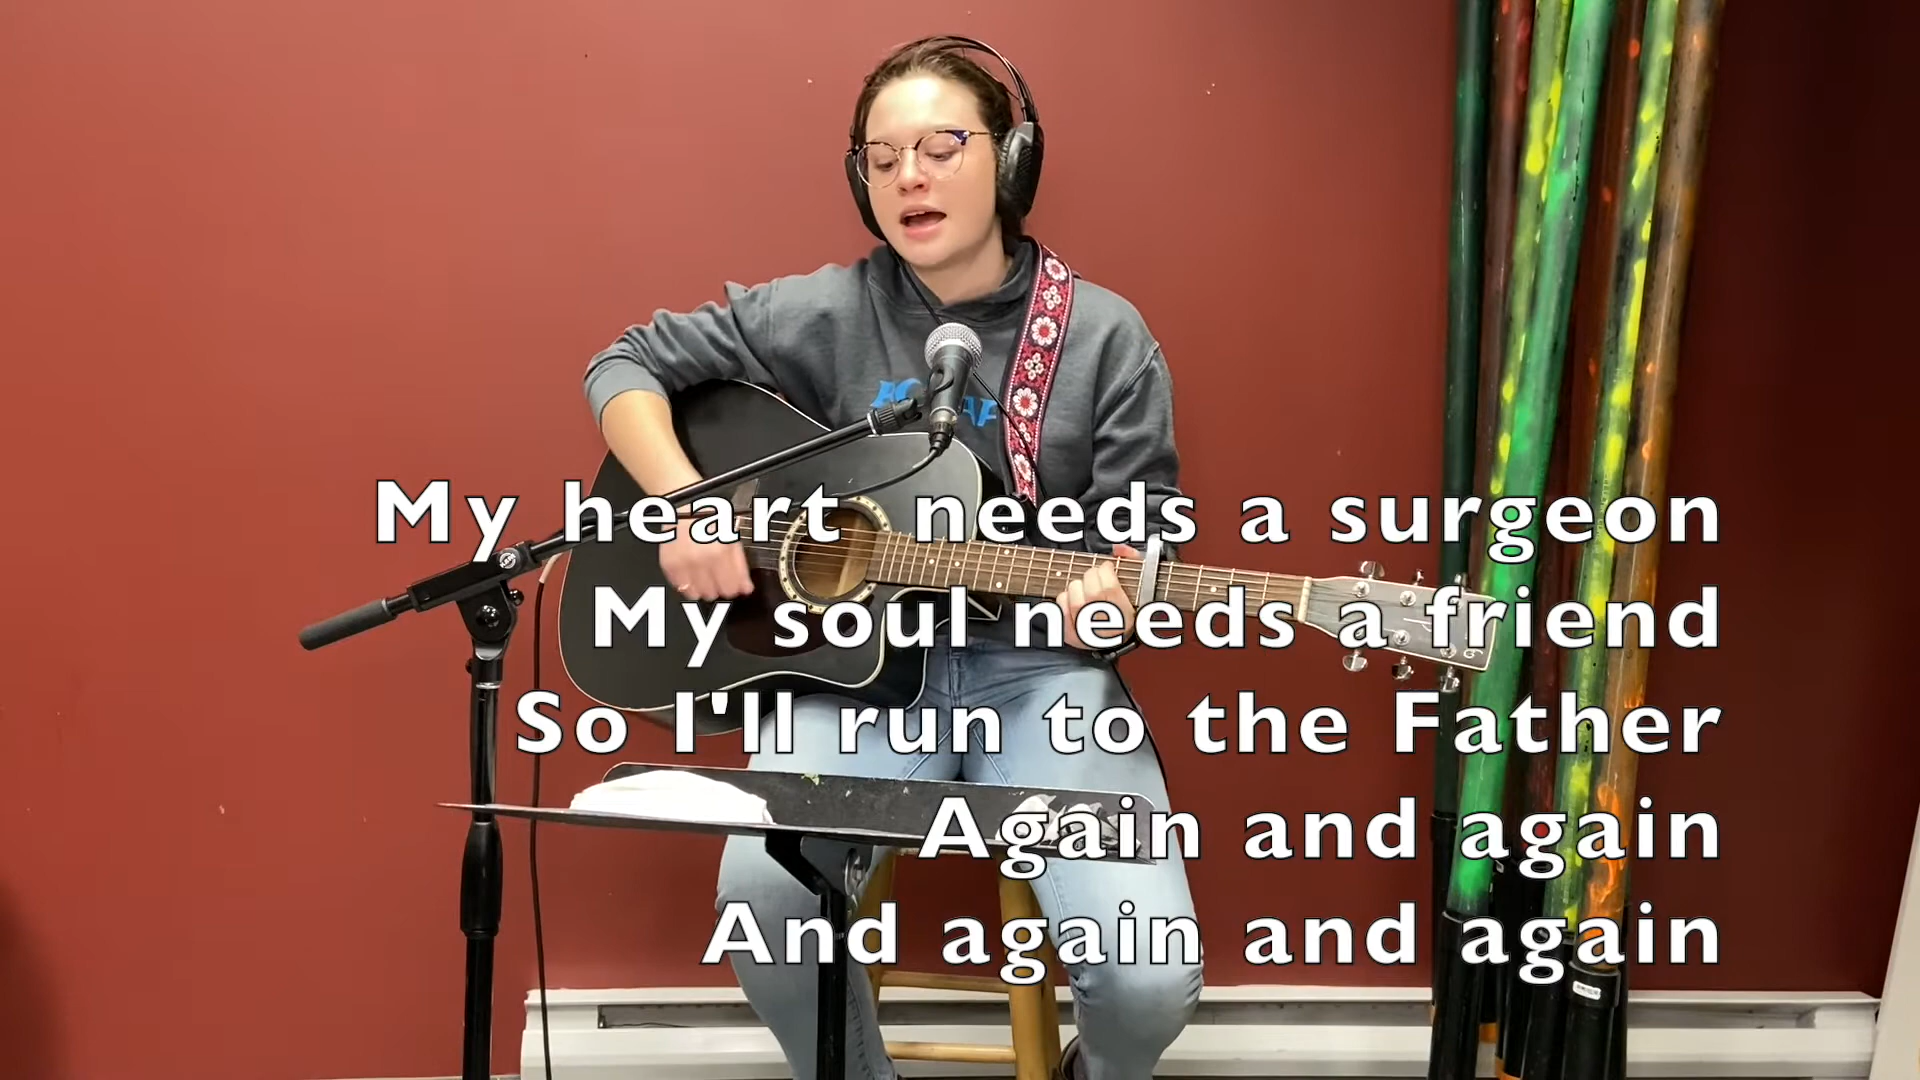 My heart  needs a surgeon
My soul needs a friend
So I'll run to the Father
Again and again
And again and again